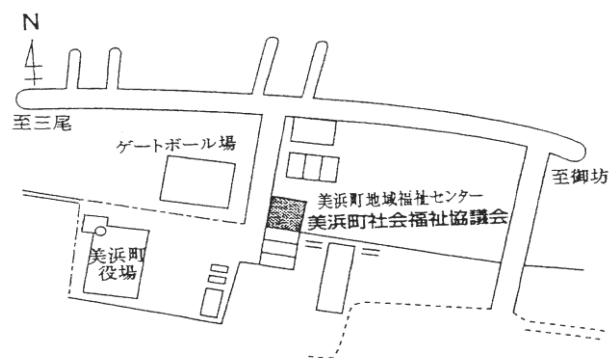 N
至三尾
ゲートボール場
至御坊
美浜町地域福祉センター
美浜町社会福祉協議会
美浜町
役場